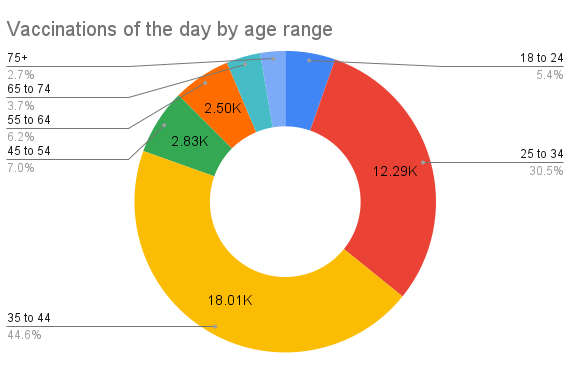 Vaccinations of the day by age range
75+
2.7%
65 to 74
3.7%
55 to 64
6.2%
45 to 54
7.0%
35 to 44
44.6%
18 to 24
5.4%
25 to 34
30.5%
2.50K
2.83K
12.29K
18.01K